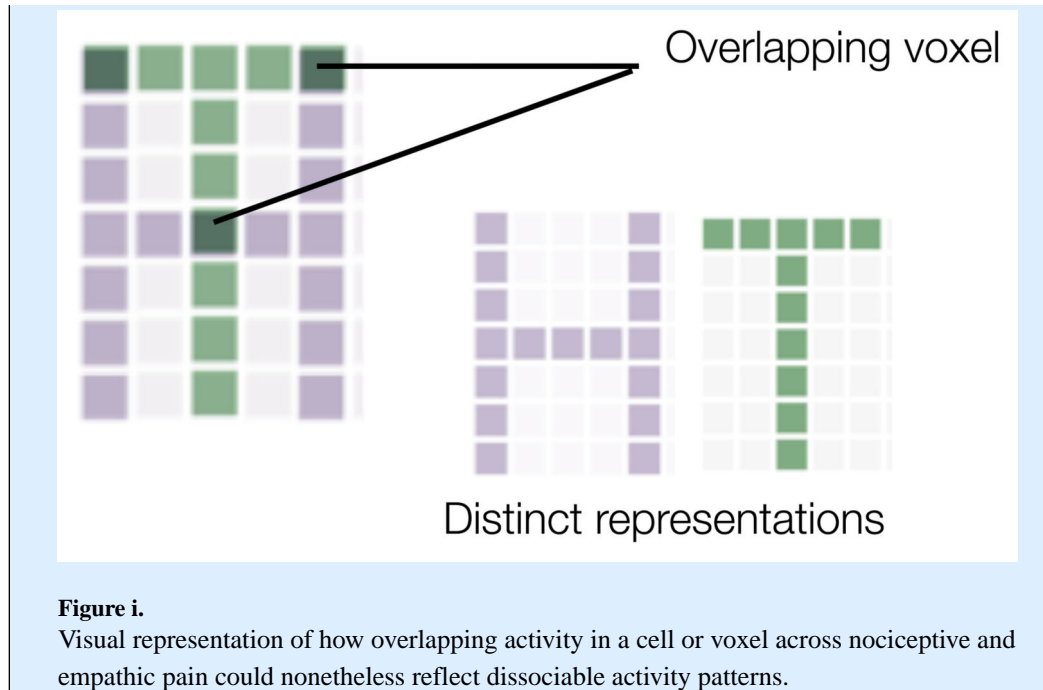 Overlapping voxel
Distinct representations
Figure i.
Visual representation of how overlapping activity in a cell or voxel across nociceptive and
empathic pain could nonetheless reflect dissociable activity patterns.